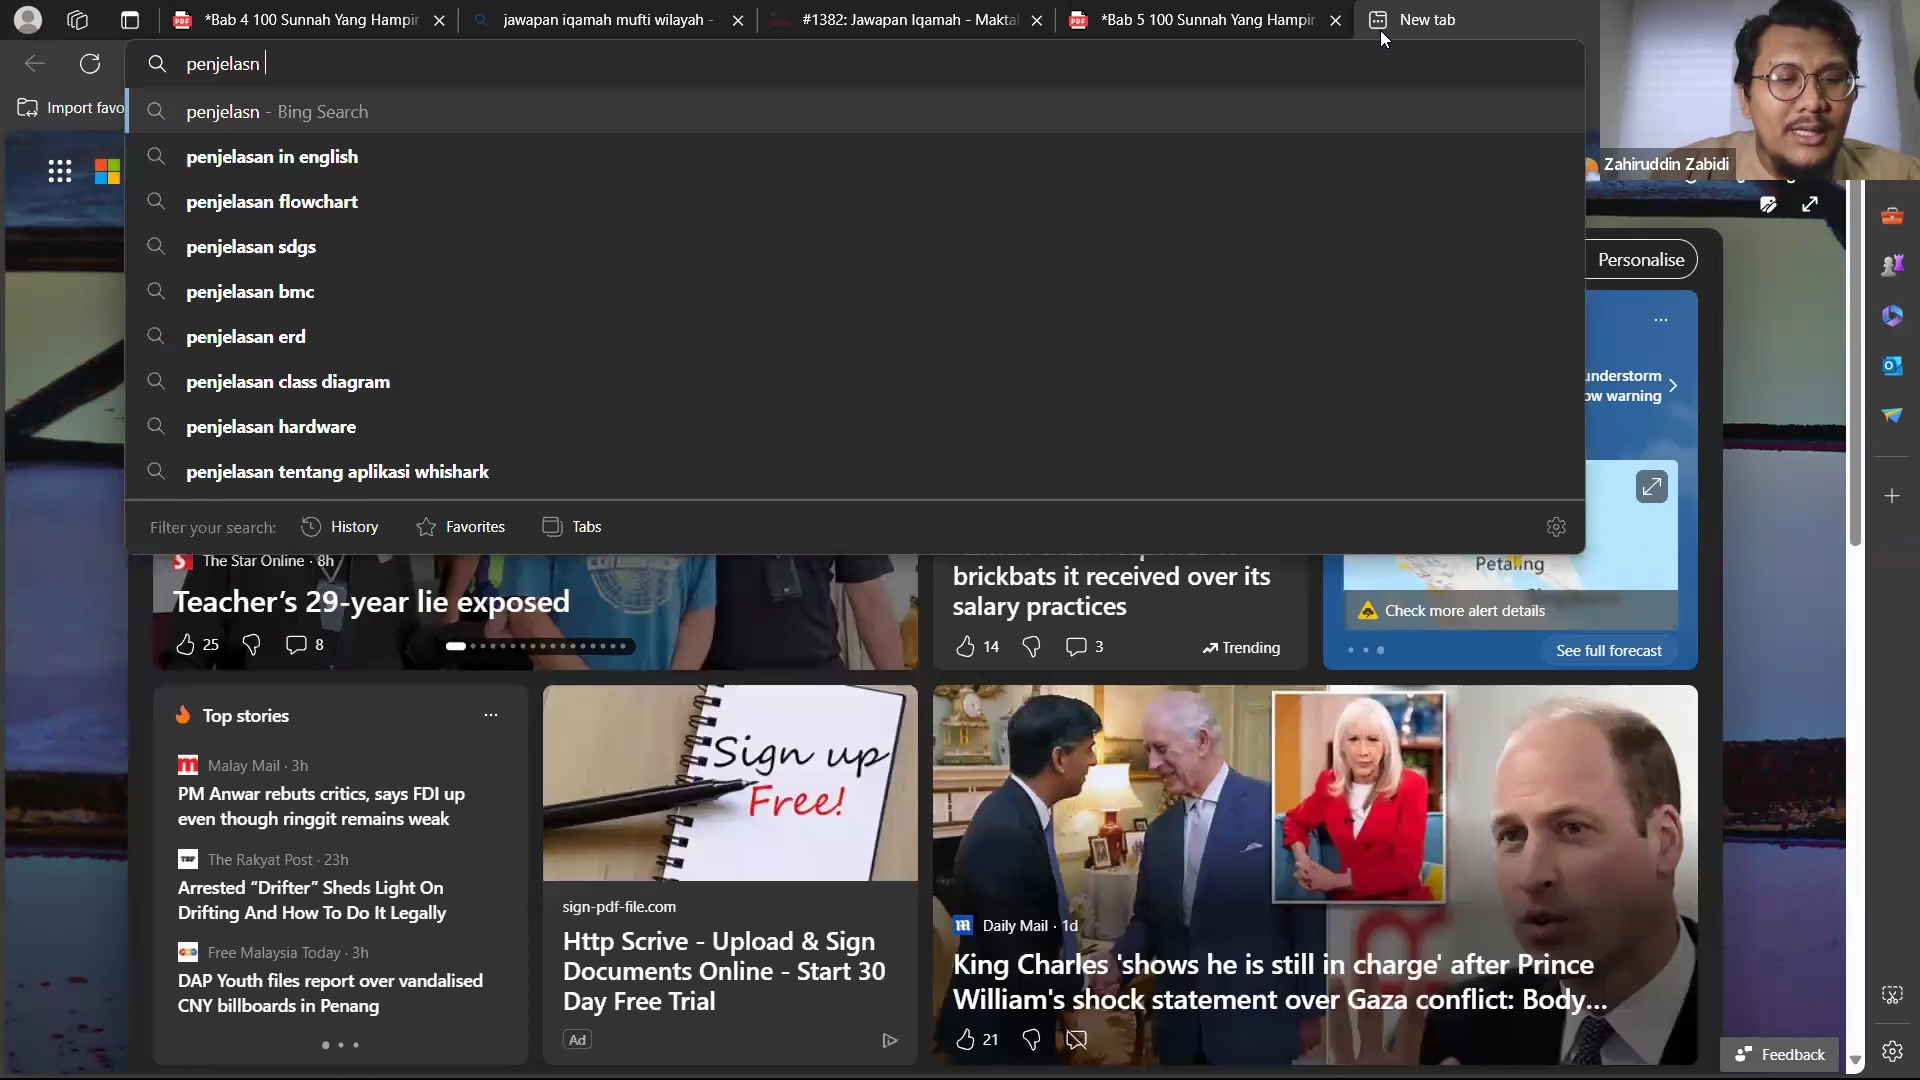 *Bab 4 100 Sunnah Yang Hampir
jawapan iqamah mufti wilayah -
#1382: Jawapan Iqamah - Makta
*Bab 5 100 Sunnah Yang Hampir
New tab
penjelasn
Import favo
penjelasn - Bing Search
penjelasan in english
penjelasan flowchart
penjelasan sdgs
penjelasan bmc
penjelasan erd
penjelasan class diagram
penjelasan hardware
penjelasan tentang aplikasi whishark
Filter your search:
History
Favorites
Tabs
Zahiruddin Zabidi
Personalise
understorm
ow warning
Petaling
Check more alert details
See full forecast
The Star Online · 8h
Teacher's 29-year lie exposed
25
8
brickbats it received over its
salary practices
14
3
Trending
Top stories
Malay Mail · 3h
PM Anwar rebuts critics, says FDI up
even though ringgit remains weak
The Rakyat Post · 23h
Arrested “Drifter” Sheds Light On
Drifting And How To Do It Legally
Free Malaysia Today · 3h
DAP Youth files report over vandalised
CNY billboards in Penang
Sign up
Free!
sign-pdf-file.com
Http Scrive - Upload & Sign
Documents Online - Start 30
Day Free Trial
Ad
Daily Mail · 1d
King Charles 'shows he is still in charge' after Prince
William's shock statement over Gaza conflict: Body...
21
Feedback